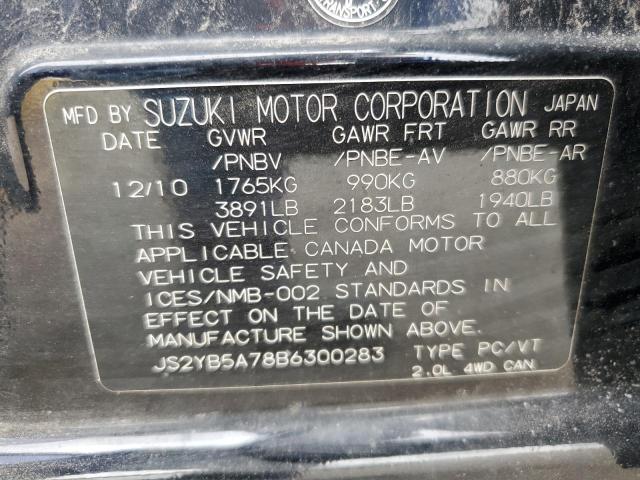 TRANSPORT
MFD BY SUZUKI MOTOR CORPORATION JAPAN
DATE GVWR GAWR FRT GAWR RR
/PNBV /PNBE-AV /PNBE-AR
12/10 1765KG 990KG 880KG
3891LB 2183LB 1940LB
THIS VEHICLE CONFORMS TO ALL
APPLICABLE CANADA MOTOR
VEHICLE SAFETY AND
ICES/NMB-002 STANDARDS IN
EFFECT ON THE DATE OF
MANUFACTURE SHOWN ABOVE.
JS2YB5A78B6300283 TYPE PC/VT
2.0L 4WD CAN